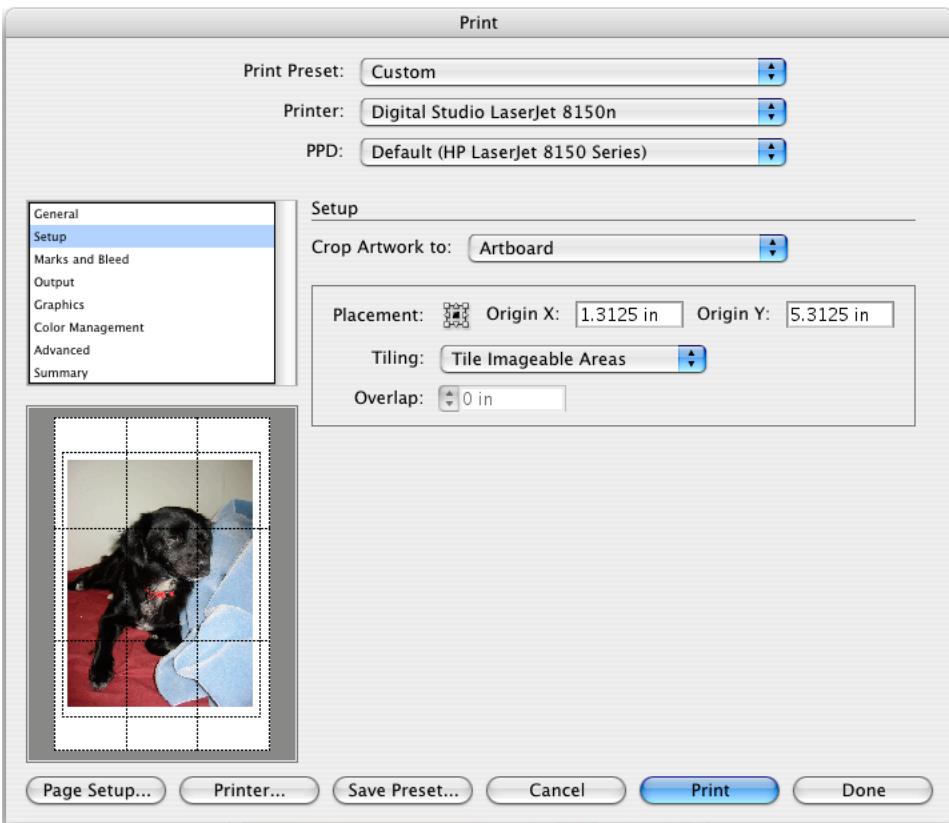 Print
Print Preset: Custom
Printer: Digital Studio LaserJet 8150n
PPD: Default (HP LaserJet 8150 Series)
General
Setup
Marks and Bleed
Output
Graphics
Color Management
Advanced
Summary
Setup
Crop Artwork to: Artboard
Placement: Origin X: 1.3125 in Origin Y: 5.3125 in
Tiling: Tile Imageable Areas
Overlap: 0 in
Page Setup... Printer... Save Preset... Cancel Print Done